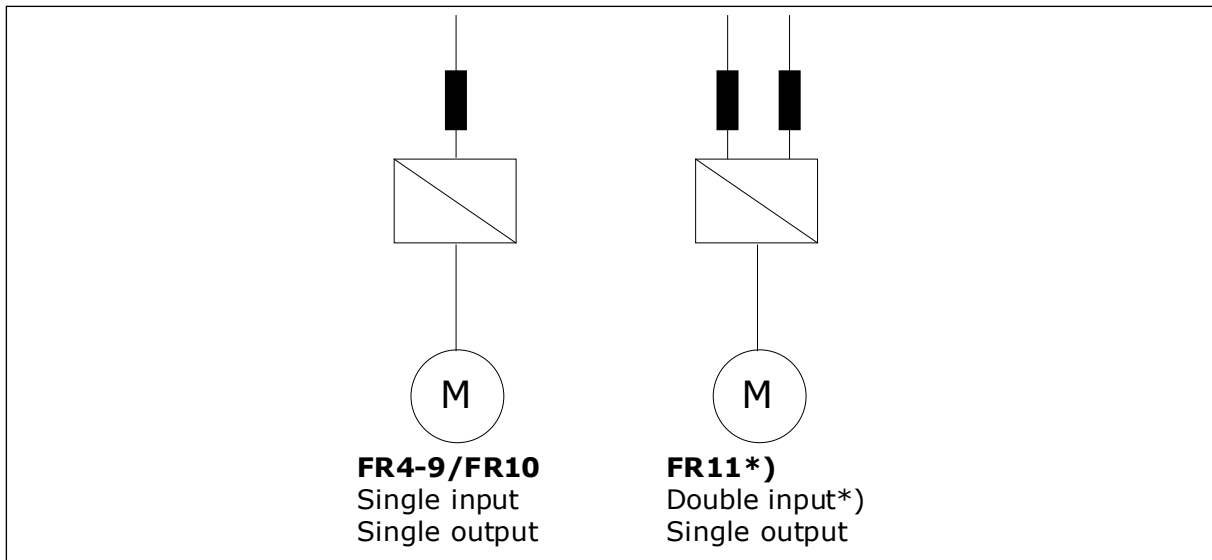 M
FR4-9/FR10
Single input
Single output
M
FR11*)
Double input*)
Single output